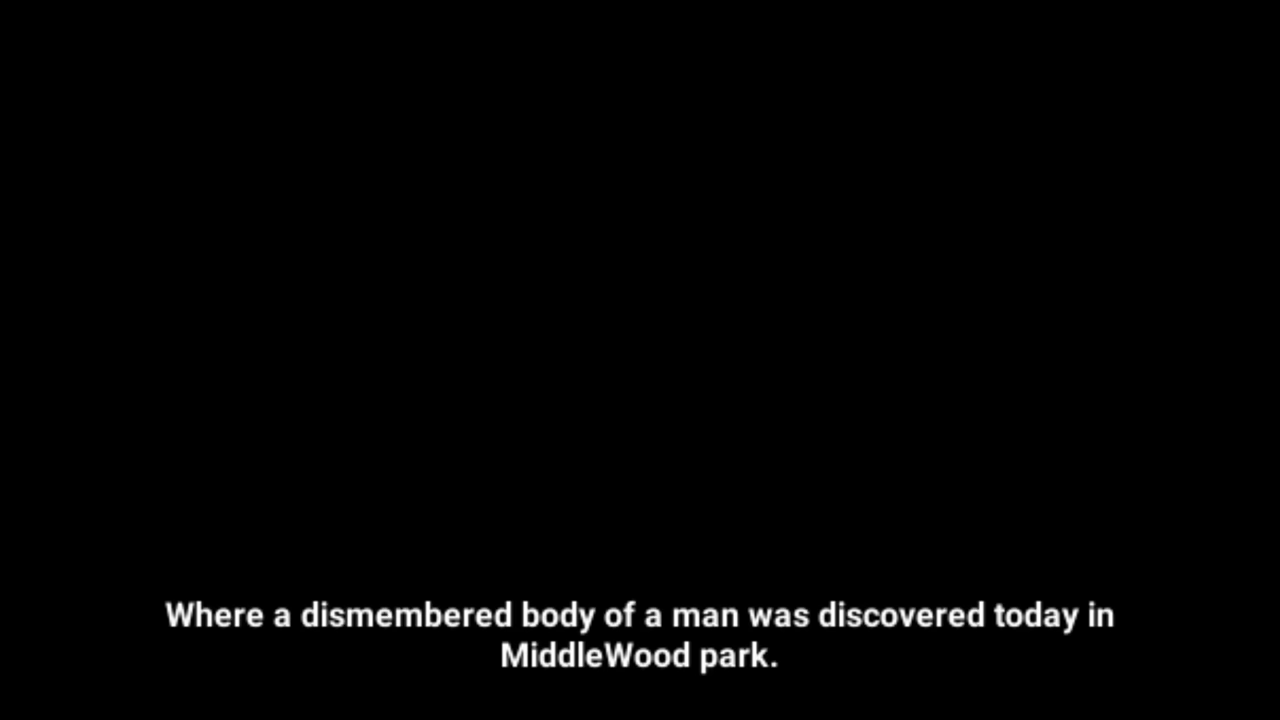 Where a dismembered body of a man was discovered today in
MiddleWood park.